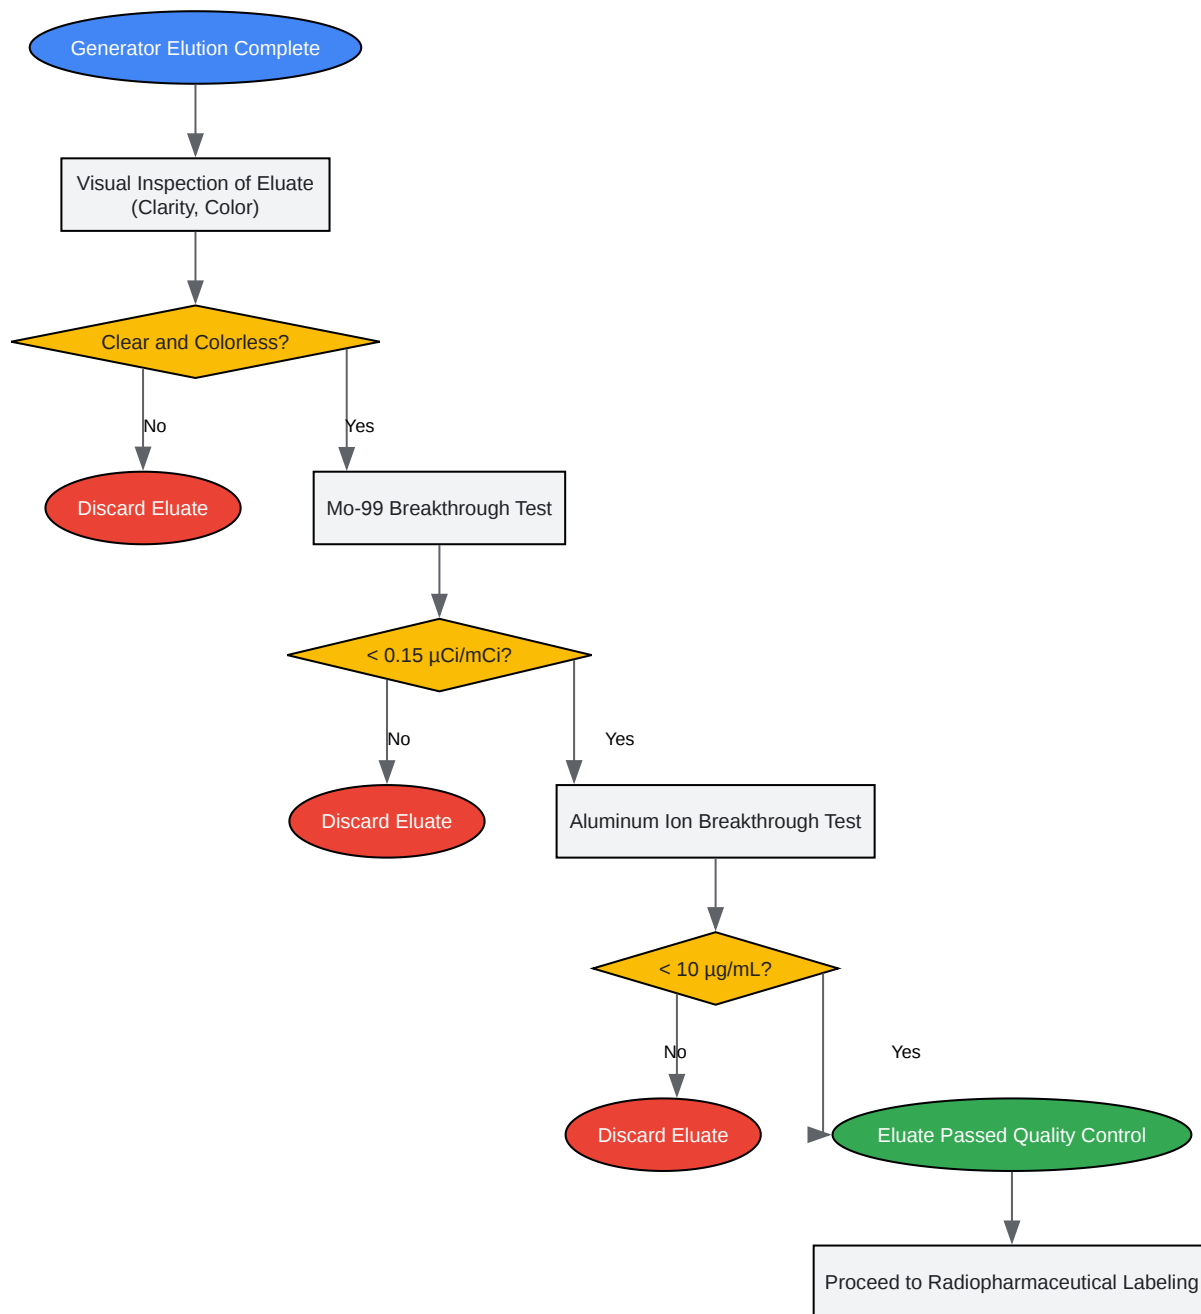 Generator Elution Complete
Visual Inspection of Eluate
(Clarity, Color)
Clear and Colorless?
No
Yes
Discard Eluate
Mo-99 Breakthrough Test
< 0.15 µCi/mCi?
No
Yes
Discard Eluate
Aluminum Ion Breakthrough Test
< 10 µg/mL?
No
Yes
Discard Eluate
Eluate Passed Quality Control
Proceed to Radiopharmaceutical Labeling